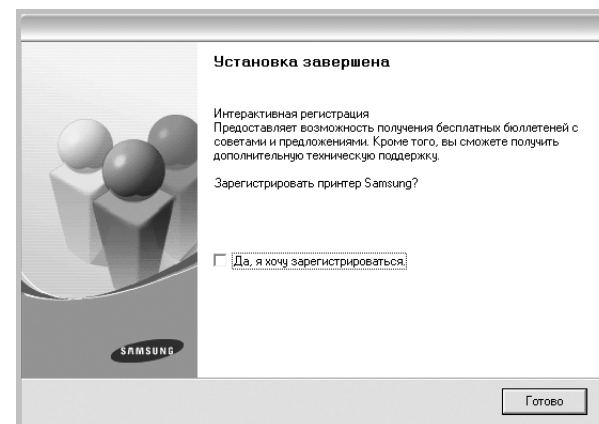 Установка завершена
Интерактивная регистрация
Предоставляет возможность получения бесплатных бюллетеней с
советами и предложениями. Кроме того, вы сможете получить
дополнительную техническую поддержку.
Зарегистрировать принтер Samsung?
Да, я хочу зарегистрироваться.
SAMSUNG
Готово